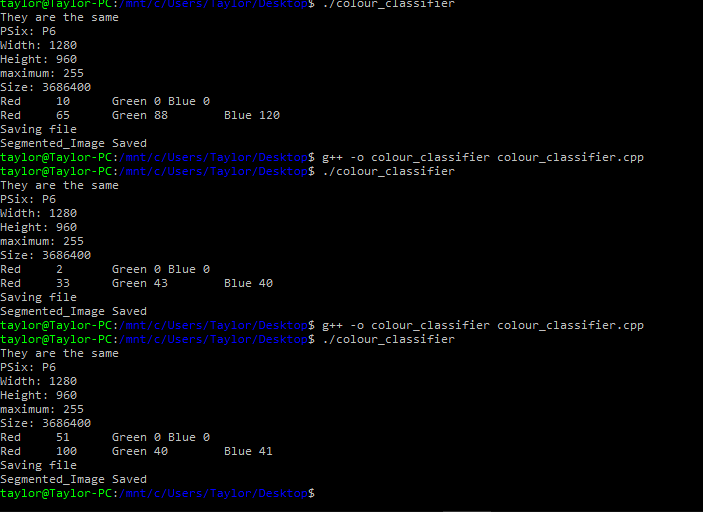 taylor@Taylor-PC:/mnt/c/Users/Taylor/Desktop$ ./colour_classifier
They are the same
PSix: P6
Width: 1280
Height: 960
maximum: 255
Size: 3686400
Red     10      Green 0 Blue 0
Red     65      Green 88        Blue 120
Saving file
Segmented_Image Saved
taylor@Taylor-PC:/mnt/c/Users/Taylor/Desktop$ g++ -o colour_classifier colour_classifier.cpp
taylor@Taylor-PC:/mnt/c/Users/Taylor/Desktop$ ./colour_classifier
They are the same
PSix: P6
Width: 1280
Height: 960
maximum: 255
Size: 3686400
Red     2       Green 0 Blue 0
Red     33      Green 43        Blue 40
Saving file
Segmented_Image Saved
taylor@Taylor-PC:/mnt/c/Users/Taylor/Desktop$ g++ -o colour_classifier colour_classifier.cpp
taylor@Taylor-PC:/mnt/c/Users/Taylor/Desktop$ ./colour_classifier
They are the same
PSix: P6
Width: 1280
Height: 960
maximum: 255
Size: 3686400
Red     51      Green 0 Blue 0
Red     100     Green 40        Blue 41
Saving file
Segmented_Image Saved
taylor@Taylor-PC:/mnt/c/Users/Taylor/Desktop$